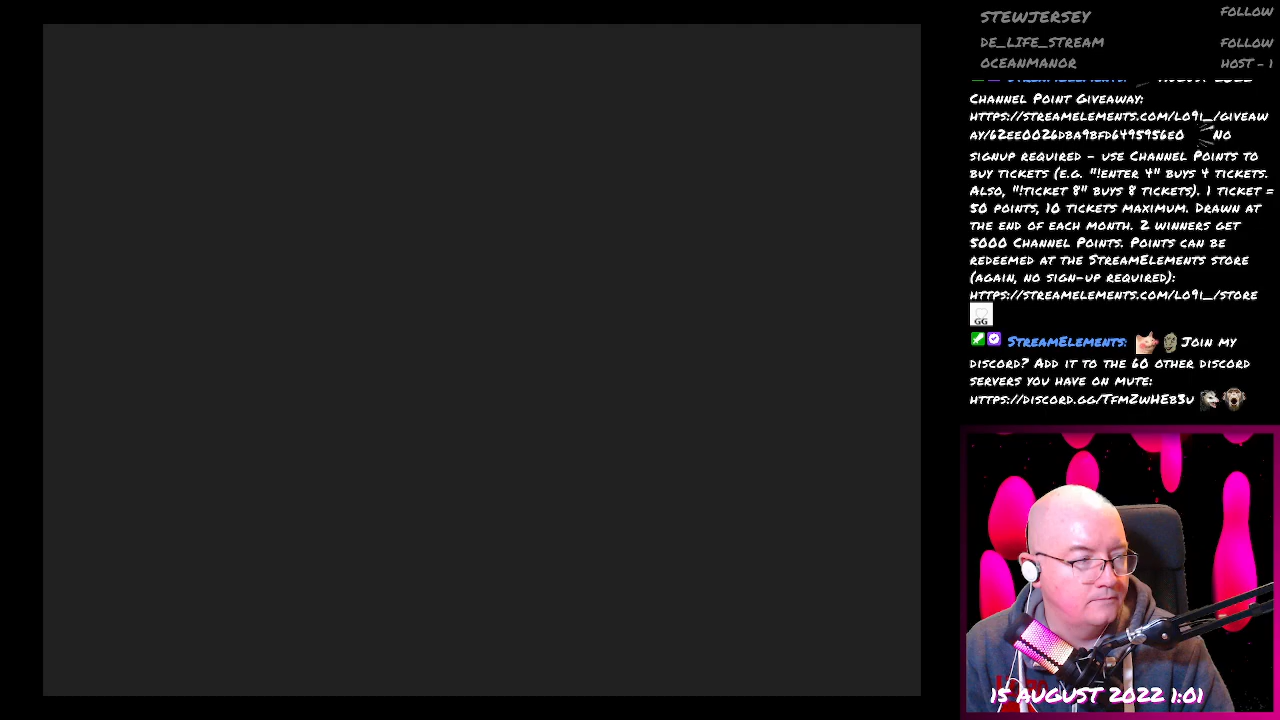 STEWJERSEY FOLLOW
DE_LIFE_STREAM FOLLOW
OCEANMANOR HOST - 1
STREAMELEMENTS: AUGUST 2022
CHANNEL POINT GIVEAWAY:
HTTPS://STREAMELEMENTS.COM/LO9I_/GIVEAW
AY/62EE0026DBA9BFD6495956E0 NO
SIGNUP REQUIRED - USE CHANNEL POINTS TO
BUY TICKETS (E.G. "!ENTER 4" BUYS 4 TICKETS.
ALSO, "!TICKET 8" BUYS 8 TICKETS). 1 TICKET =
50 POINTS, 10 TICKETS MAXIMUM. DRAWN AT
THE END OF EACH MONTH. 2 WINNERS GET
5000 CHANNEL POINTS. POINTS CAN BE
REDEEMED AT THE STREAMELEMENTS STORE
(AGAIN, NO SIGN-UP REQUIRED):
HTTPS://STREAMELEMENTS.COM/LO9I_/STORE
GG
STREAMELEMENTS: JOIN MY
DISCORD? ADD IT TO THE 60 OTHER DISCORD
SERVERS YOU HAVE ON MUTE:
HTTPS://DISCORD.GG/TFMZWHEB3U
15 AUGUST 2022 1:01